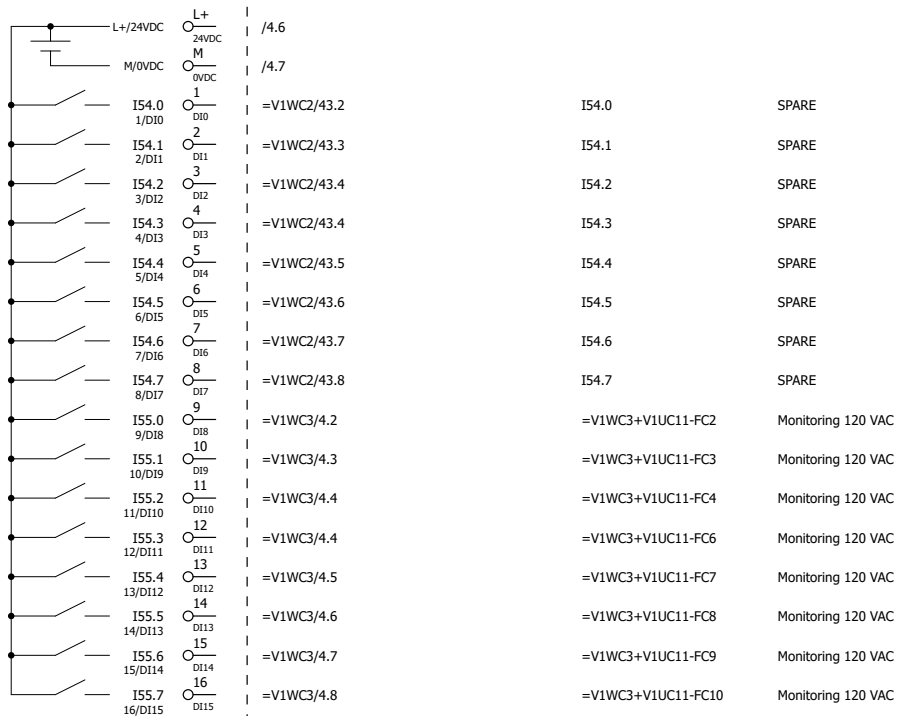 L+
L+/24VDC /4.6
24VDC
M
M/0VDC /4.7
0VDC
1
I54.0 =V1WC2/43.2 I54.0 SPARE
1/DI0 DI0
2
I54.1 =V1WC2/43.3 I54.1 SPARE
2/DI1 DI1
3
I54.2 =V1WC2/43.4 I54.2 SPARE
3/DI2 DI2
4
I54.3 =V1WC2/43.4 I54.3 SPARE
4/DI3 DI3
5
I54.4 =V1WC2/43.5 I54.4 SPARE
5/DI4 DI4
6
I54.5 =V1WC2/43.6 I54.5 SPARE
6/DI5 DI5
7
I54.6 =V1WC2/43.7 I54.6 SPARE
7/DI6 DI6
8
I54.7 =V1WC2/43.8 I54.7 SPARE
8/DI7 DI7
9
I55.0 =V1WC3/4.2 =V1WC3+V1UC11-FC2 Monitoring 120 VAC
9/DI8 DI8
10
I55.1 =V1WC3/4.3 =V1WC3+V1UC11-FC3 Monitoring 120 VAC
10/DI9 DI9
11
I55.2 =V1WC3/4.4 =V1WC3+V1UC11-FC4 Monitoring 120 VAC
11/DI10 DI10
12
I55.3 =V1WC3/4.4 =V1WC3+V1UC11-FC6 Monitoring 120 VAC
12/DI11 DI11
13
I55.4 =V1WC3/4.5 =V1WC3+V1UC11-FC7 Monitoring 120 VAC
13/DI12 DI12
14
I55.5 =V1WC3/4.6 =V1WC3+V1UC11-FC8 Monitoring 120 VAC
14/DI13 DI13
15
I55.6 =V1WC3/4.7 =V1WC3+V1UC11-FC9 Monitoring 120 VAC
15/DI14 DI14
16
I55.7 =V1WC3/4.8 =V1WC3+V1UC11-FC10 Monitoring 120 VAC
16/DI15 DI15